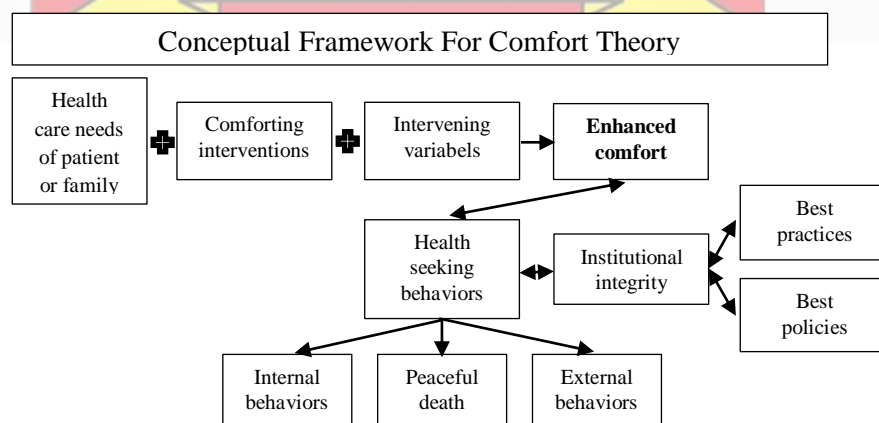 Conceptual Framework For Comfort Theory
Health
care needs
of patient
or family
Comforting
interventions
Intervening
variabels
Enhanced
comfort
Health
seeking
behaviors
Institutional
integrity
Best
practices
Best
policies
Internal
behaviors
Peaceful
death
External
behaviors